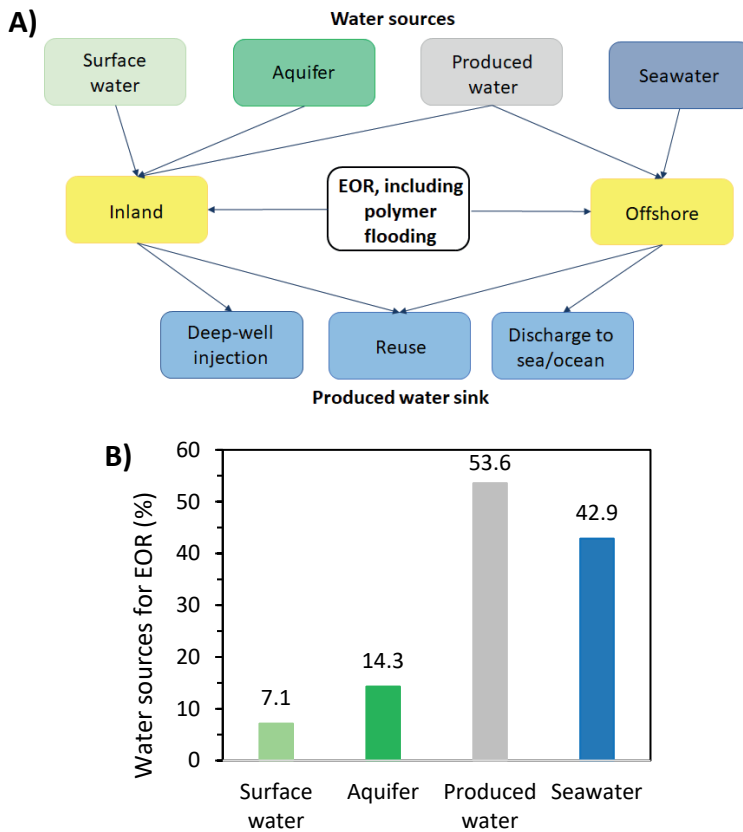 A)
Water sources
Surface
water
Aquifer
Produced
water
Seawater
Inland
EOR, including
polymer
flooding
Offshore
Deep-well
injection
Reuse
Discharge to
sea/ocean
Produced water sink
B)
Water sources for EOR (%)
60
50
40
30
20
10
0
7.1
14.3
53.6
42.9
Surface
water
Aquifer
Produced
water
Seawater